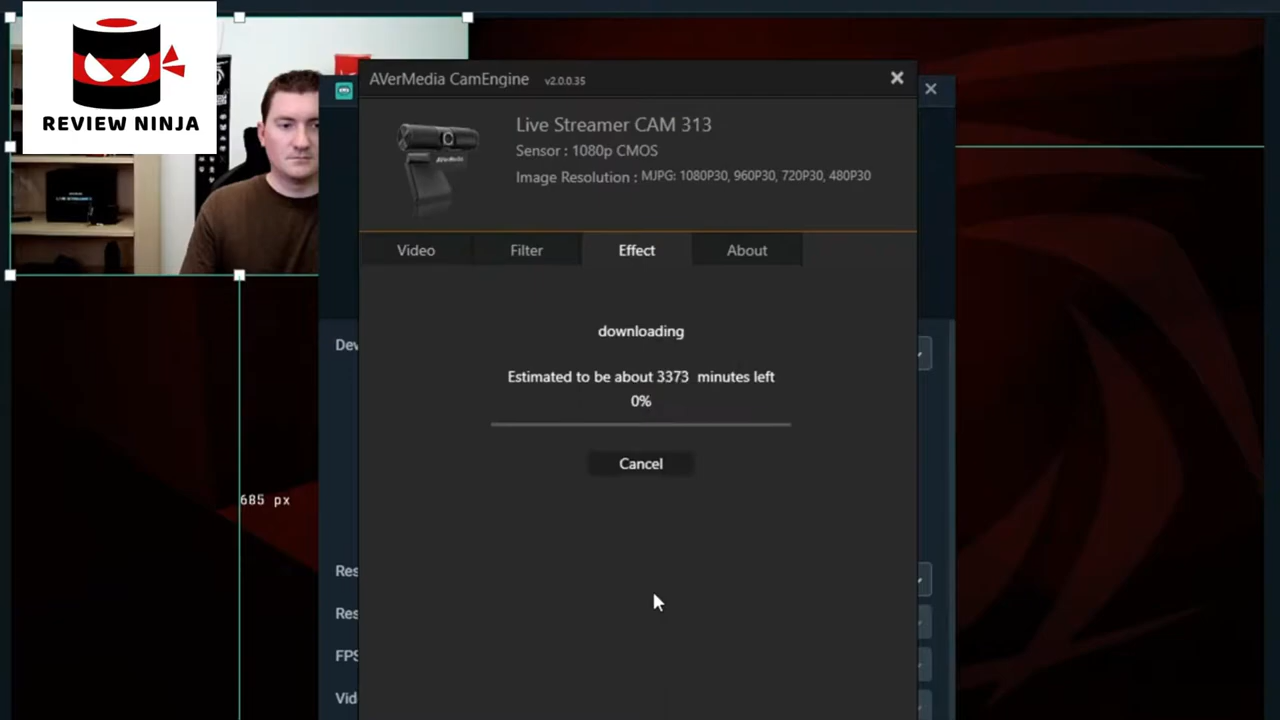 REVIEW NINJA
AVerMedia CamEngine v2.0.0.35
Live Streamer CAM 313
Sensor : 1080p CMOS
Image Resolution : MJPG: 1080P30, 960P30, 720P30, 480P30
Video Filter Effect About
downloading
Dev
Estimated to be about 3373 minutes left
0%
Cancel
685 px
Res
Res
FPS
Vid